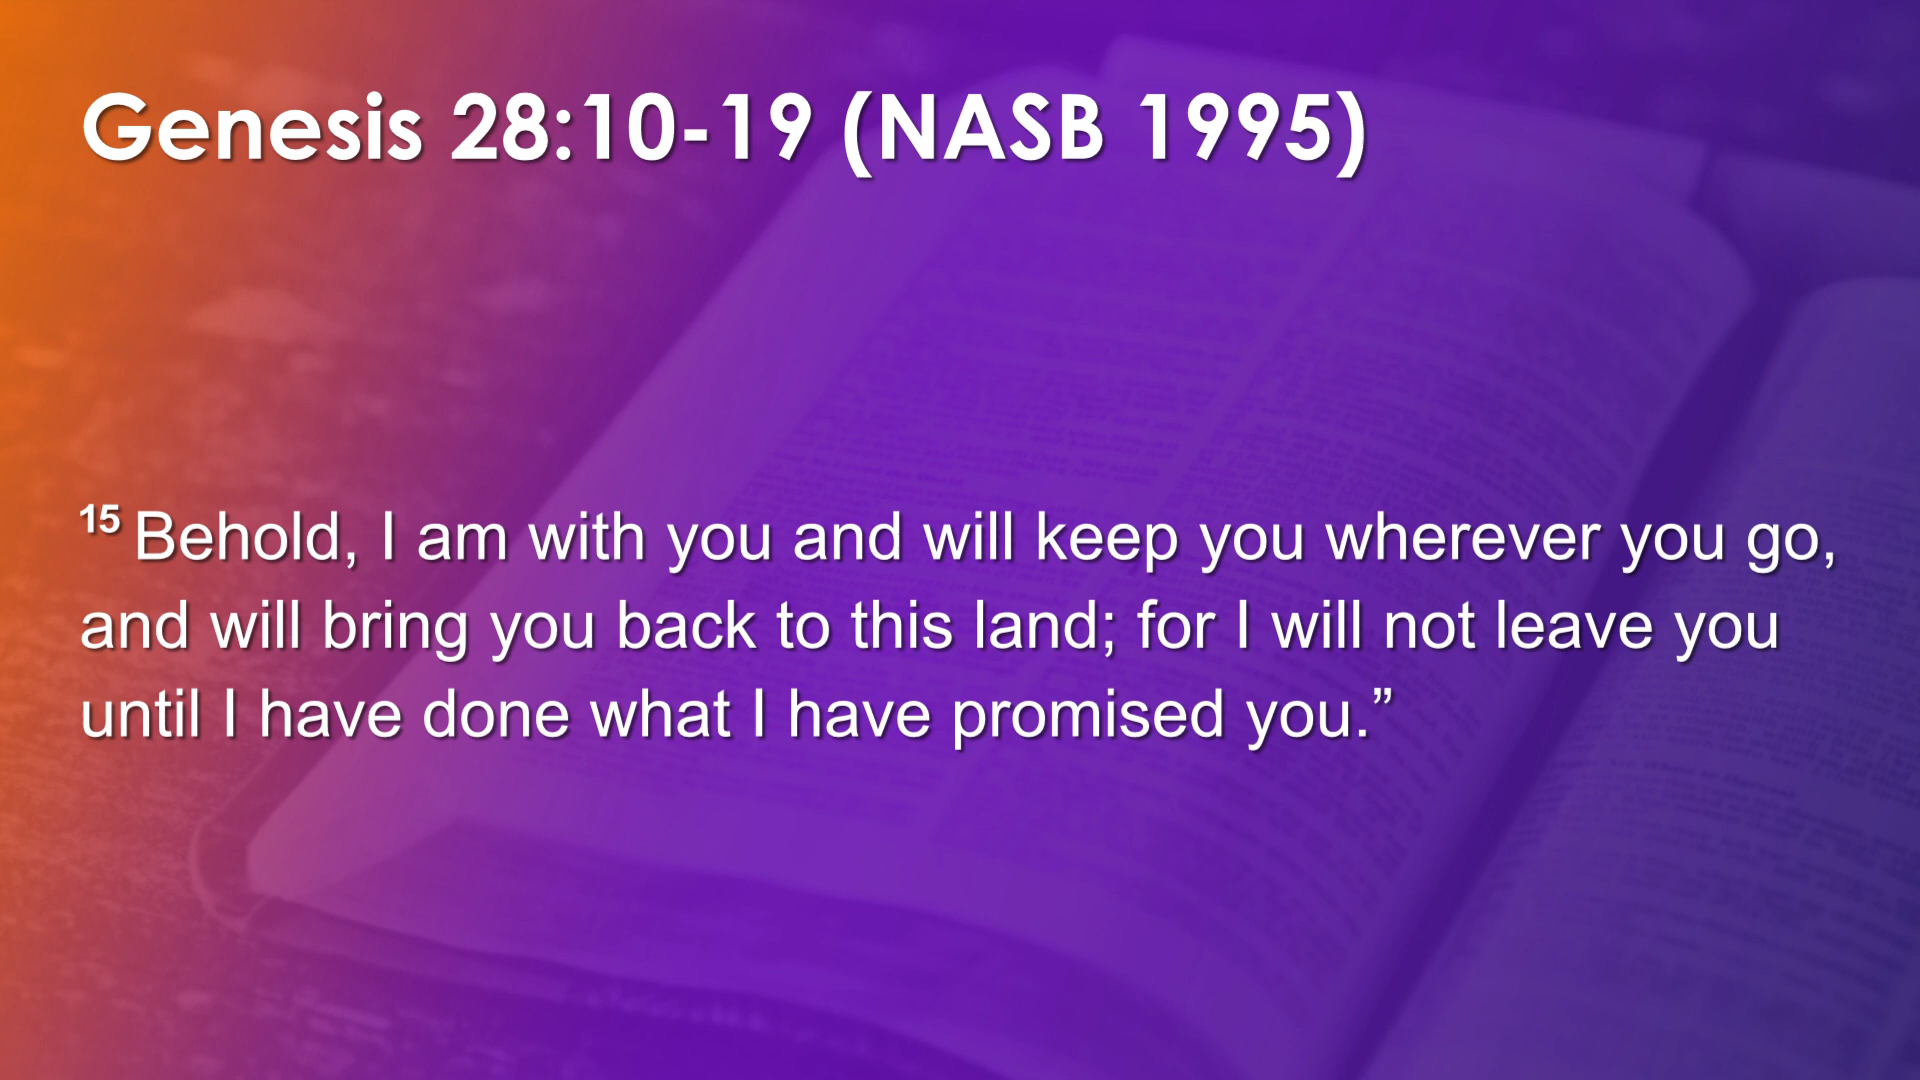 Genesis 28:10-19 (NASB 1995)
15 Behold, I am with you and will keep you wherever you go,
and will bring you back to this land; for I will not leave you
until I have done what I have promised you.”